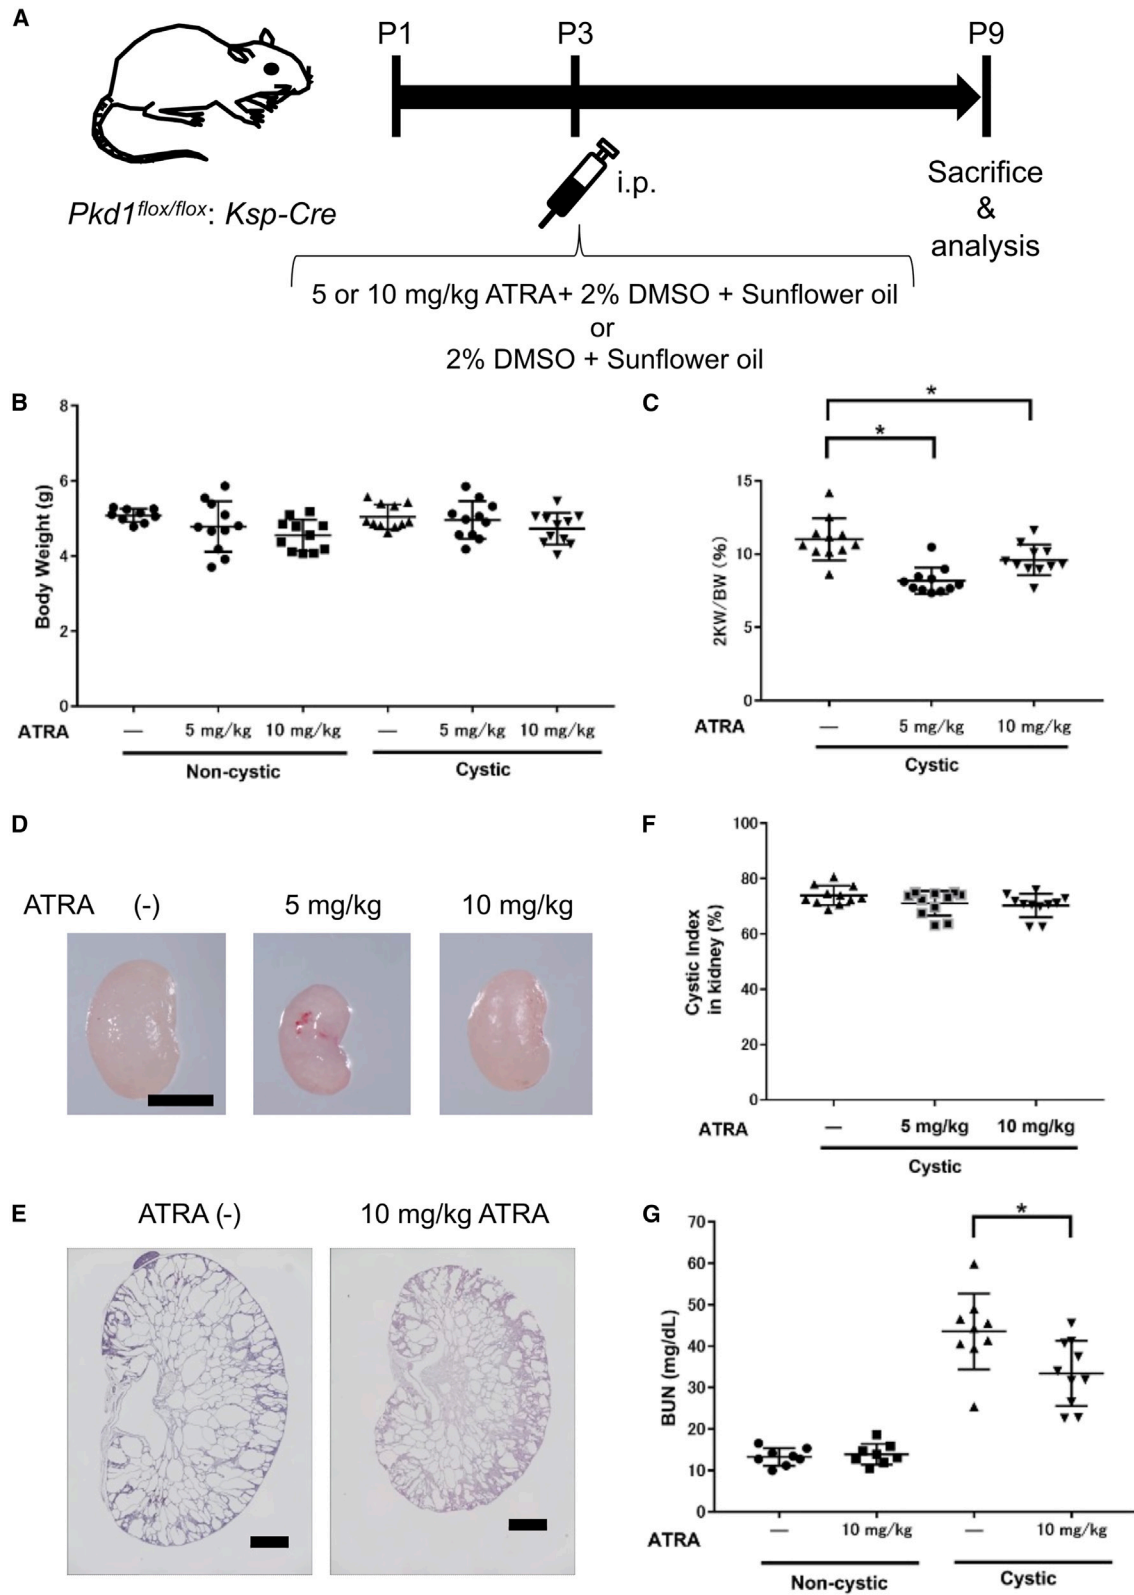 A
P1 P3 P9
i.p.
Sacrifice
&
analysis
Pkd1flox/flox: Ksp-Cre
5 or 10 mg/kg ATRA+ 2% DMSO + Sunflower oil
or
2% DMSO + Sunflower oil
B
8
6
4
2
0
Body Weight (g)
ATRA — 5 mg/kg 10 mg/kg — 5 mg/kg 10 mg/kg
Non-cystic Cystic
C
* 
*
15
10
5
0
2KW/BW (%)
ATRA — 5 mg/kg 10 mg/kg
Cystic
D
ATRA (-) 5 mg/kg 10 mg/kg
F
100
80
60
40
20
0
Cystic Index
in kidney (%)
ATRA — 5 mg/kg 10 mg/kg
Cystic
E
ATRA (-) 10 mg/kg ATRA
G
*
70
60
50
40
30
20
10
0
BUN (mg/dL)
ATRA — 10 mg/kg — 10 mg/kg
Non-cystic Cystic